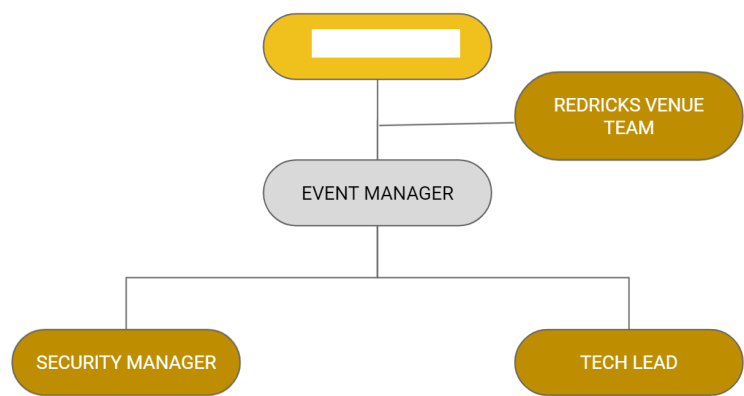 REDRICKS VENUE
TEAM
EVENT MANAGER
SECURITY MANAGER
TECH LEAD